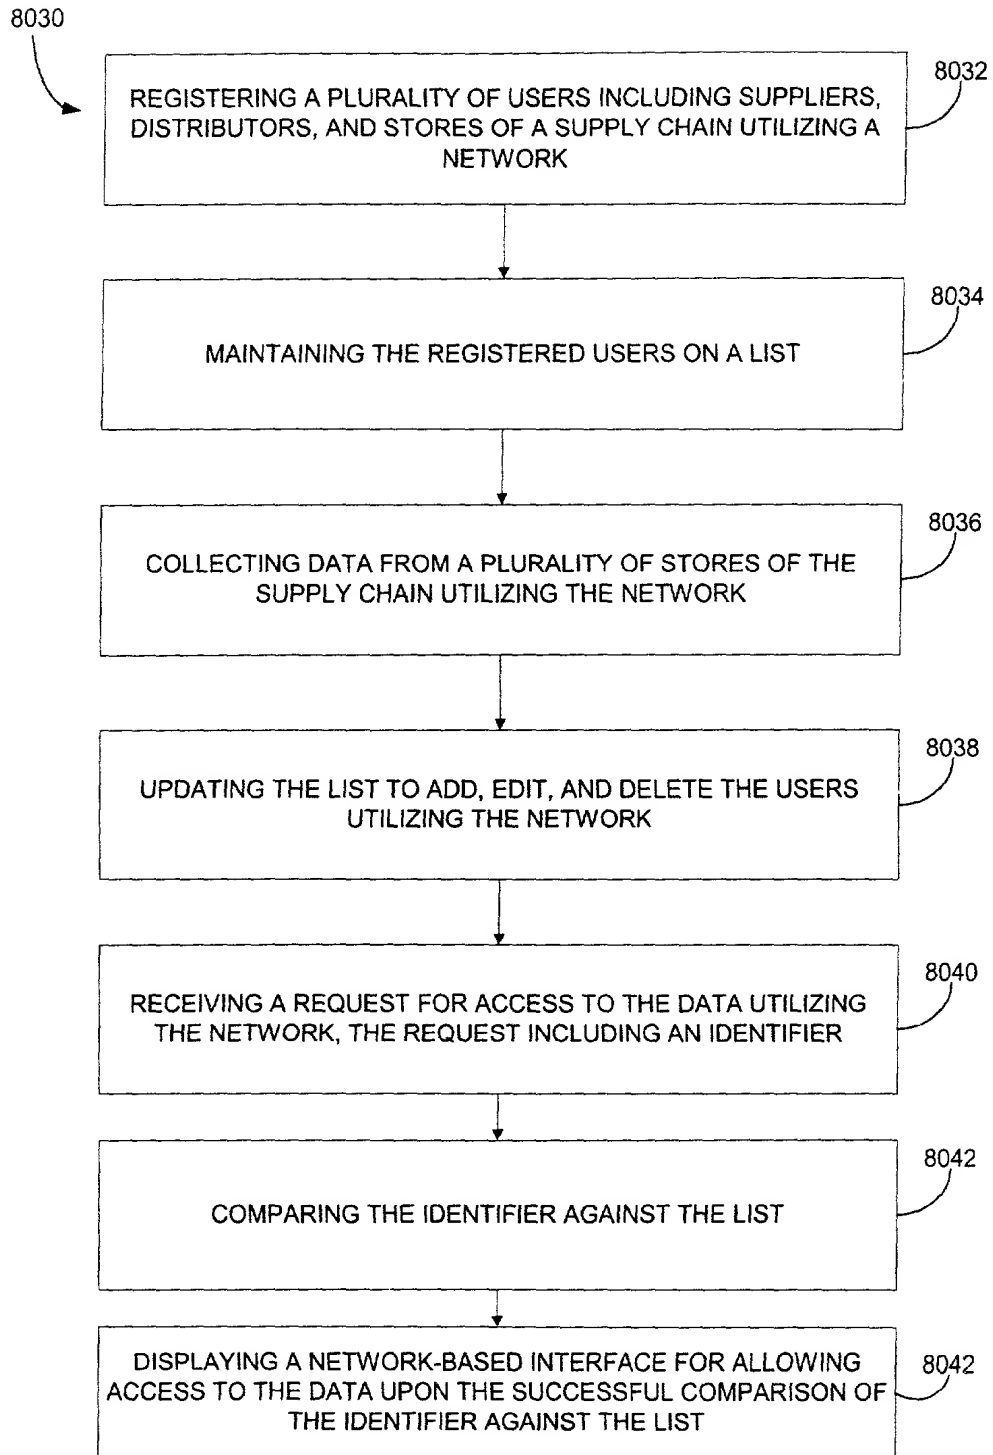 8030
8032
REGISTERING A PLURALITY OF USERS INCLUDING SUPPLIERS,
DISTRIBUTORS, AND STORES OF A SUPPLY CHAIN UTILIZING A
NETWORK
8034
MAINTAINING THE REGISTERED USERS ON A LIST
8036
COLLECTING DATA FROM A PLURALITY OF STORES OF THE
SUPPLY CHAIN UTILIZING THE NETWORK
8038
UPDATING THE LIST TO ADD, EDIT, AND DELETE THE USERS
UTILIZING THE NETWORK
8040
RECEIVING A REQUEST FOR ACCESS TO THE DATA UTILIZING
THE NETWORK, THE REQUEST INCLUDING AN IDENTIFIER
8042
COMPARING THE IDENTIFIER AGAINST THE LIST
8042
DISPLAYING A NETWORK-BASED INTERFACE FOR ALLOWING
ACCESS TO THE DATA UPON THE SUCCESSFUL COMPARISON OF
THE IDENTIFIER AGAINST THE LIST